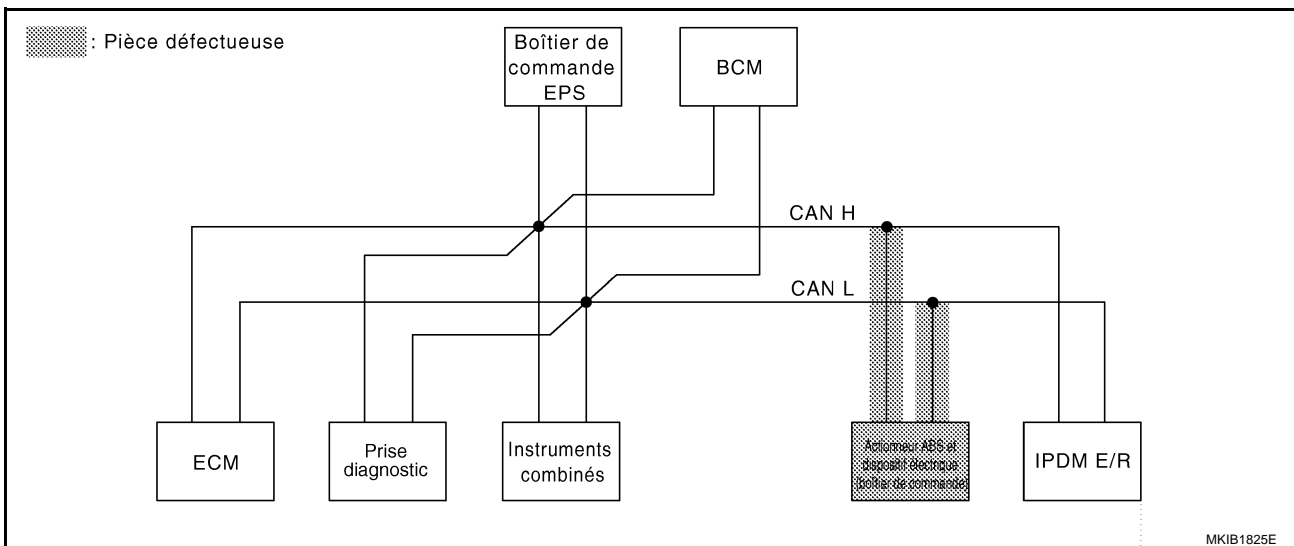 : Pièce défectueuse
Boîtier de
commande
EPS
BCM
CAN H
CAN L
ECM
Prise
diagnostic
Instruments
combinés
Actionneur ABS et
dispositif électrique
(boîtier de commande)
IPDM E/R
MKIB1825E